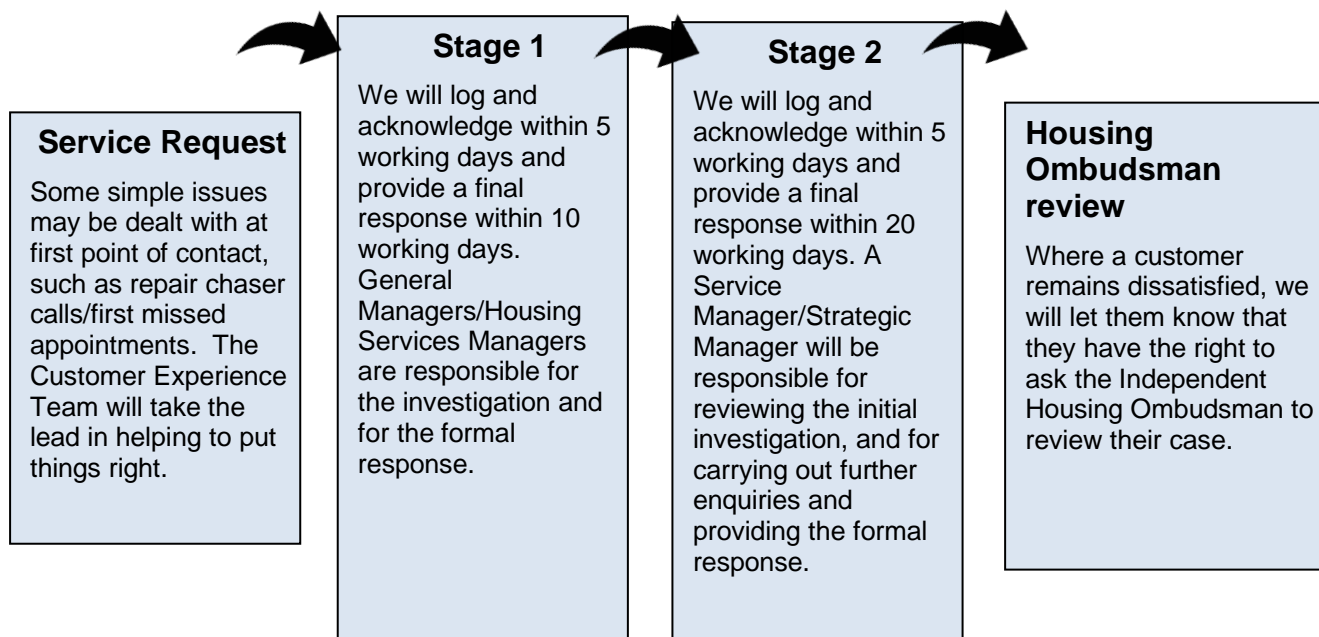 Service Request
Some simple issues
may be dealt with at
first point of contact,
such as repair chaser
calls/first missed
appointments.  The
Customer Experience
Team will take the
lead in helping to put
things right.
Stage 1
We will log and
acknowledge within 5
working days and
provide a final
response within 10
working days.
General
Managers/Housing
Services Managers
are responsible for
the investigation and
for the formal
response.
Stage 2
We will log and
acknowledge within 5
working days and
provide a final
response within 20
working days. A
Service
Manager/Strategic
Manager will be
responsible for
reviewing the initial
investigation, and for
carrying out further
enquiries and
providing the formal
response.
Housing
Ombudsman
review
Where a customer
remains dissatisfied, we
will let them know that
they have the right to
ask the Independent
Housing Ombudsman to
review their case.